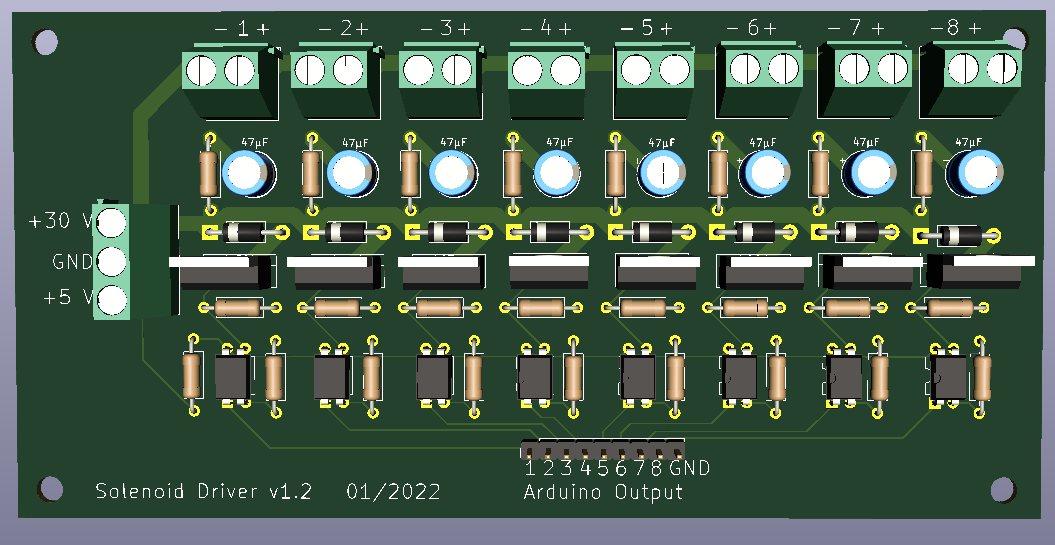 - 1 + - 2 + - 3 + - 4 + - 5 + - 6 + - 7 + - 8 +
47µF 47µF 47µF 47µF 47µF 47µF 47µF 47µF
+30 V
GND
+5 V
1 2 3 4 5 6 7 8 GND
Solenoid Driver v1.2 01/2022 Arduino Output